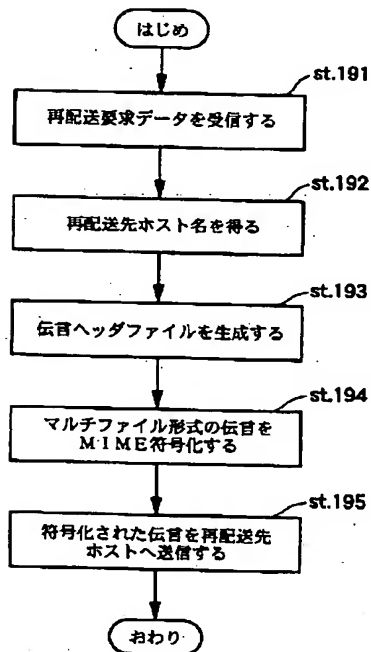 はじめ
st.191
再配送要求データを受信する
st.192
再配送先ホスト名を得る
st.193
伝言ヘッダファイルを生成する
st.194
マルチファイル形式の伝言を
MIME符号化する
st.195
符号化された伝言を再配送先
ホストへ送信する
おわり